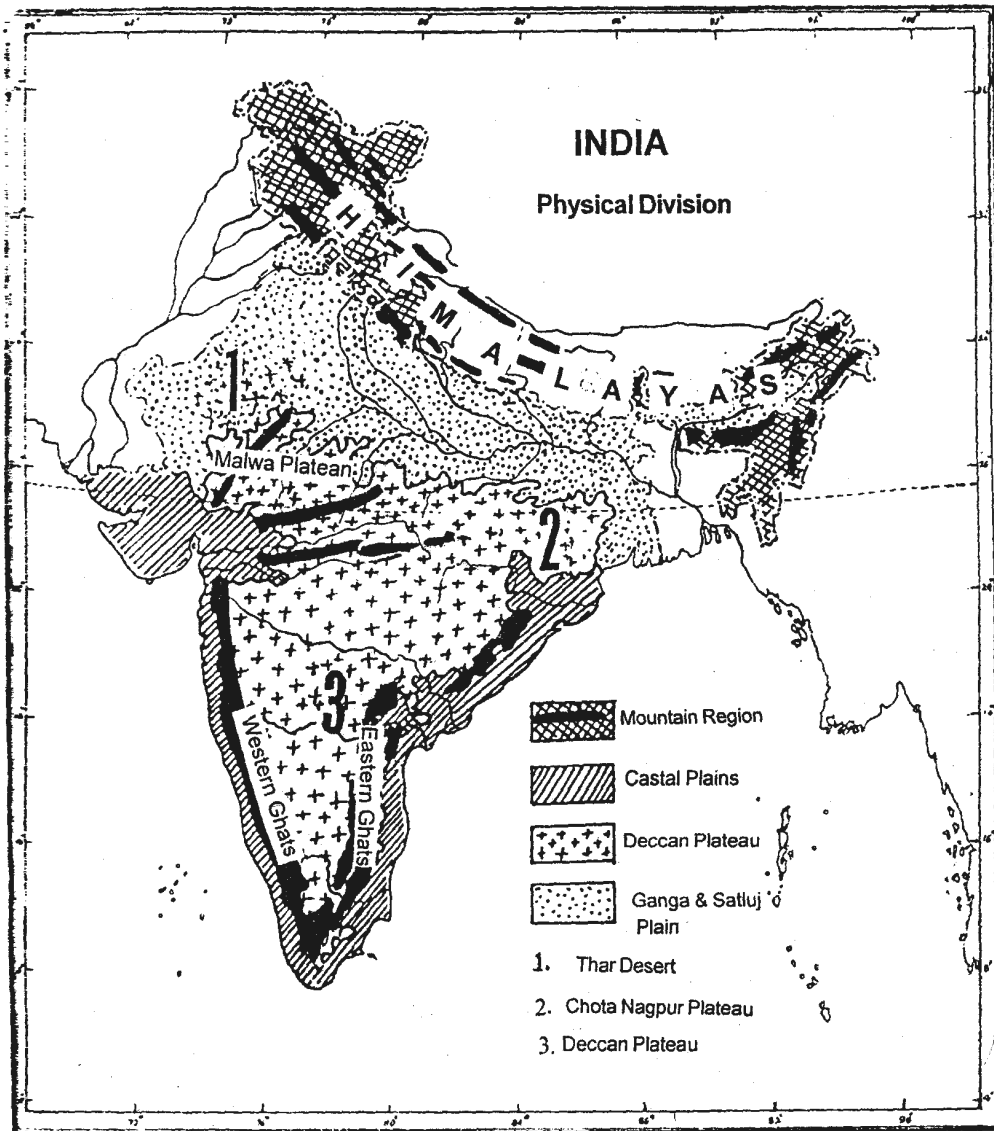 INDIA
Physical Division
HIMALAYAS
1
Malwa Platean
2
3
Western Ghats
Eastern Ghats
Mountain Region
Castal Plains
Deccan Plateau
Ganga & Satluj
Plain
1. Thar Desert
2. Chota Nagpur Plateau
3. Deccan Plateau